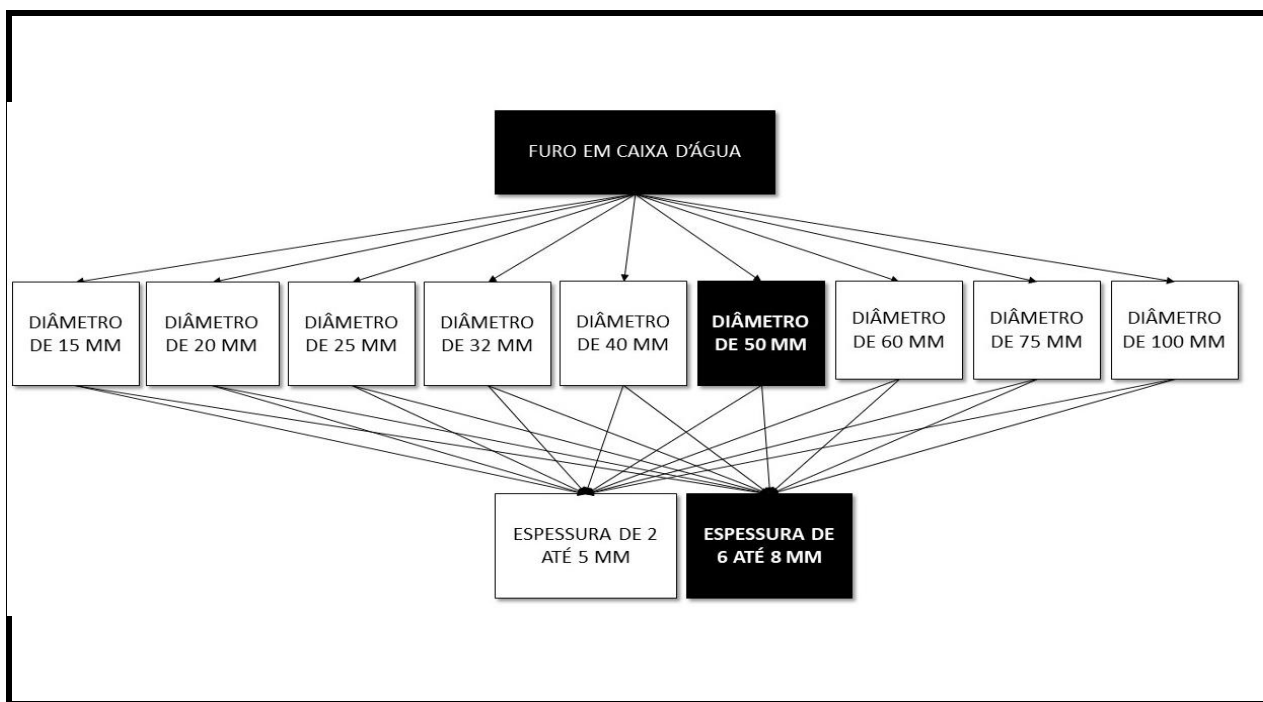 FURO EM CAIXA D'ÁGUA
DIÂMETRO
DE 15 MM
DIÂMETRO
DE 20 MM
DIÂMETRO
DE 25 MM
DIÂMETRO
DE 32 MM
DIÂMETRO
DE 40 MM
DIÂMETRO
DE 50 MM
DIÂMETRO
DE 60 MM
DIÂMETRO
DE 75 MM
DIÂMETRO
DE 100 MM
ESPESSURA DE 2
ATÉ 5 MM
ESPESSURA DE
6 ATÉ 8 MM